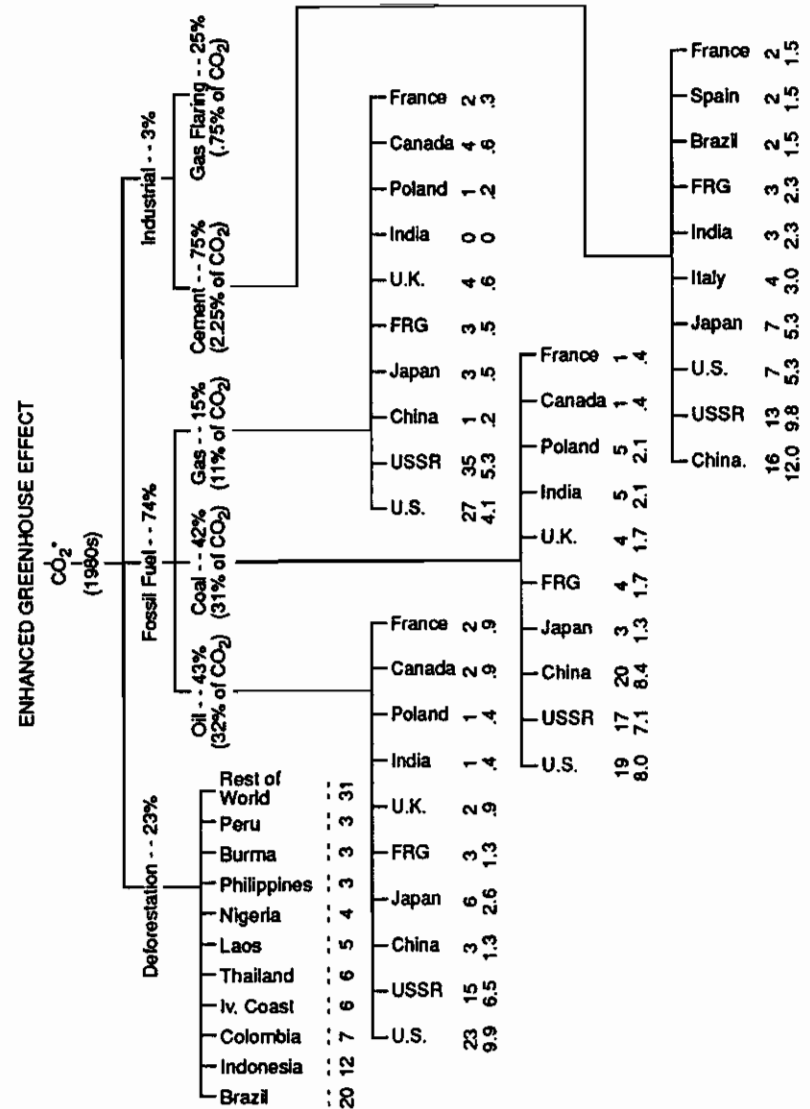 ENHANCED GREENHOUSE EFFECT
CO2*
(1980s)
Deforestation - - 23%
Fossil Fuel - - 74%
Industrial - - 3%
Oil - - 43%
(32% of CO2)
Coal - - 42%
(31% of CO2)
Gas - - 15%
(11% of CO2)
Cement - - 75%
(2.25% of CO2)
Gas Flaring - - 25%
(.75% of CO2)
Brazil 20
Indonesia 12
Colombia 7
Iv. Coast 6
Thailand 6
Laos 5
Nigeria 4
Philippines 3
Burma 3
Peru 3
Rest of
World 31
U.S. 23 9.9
USSR 15 6.5
China 3 1.3
Japan 6 2.6
FRG 3 1.3
U.K. 2 .9
India 1 .4
Poland 1 .4
Canada 2 .9
France 2 .9
U.S. 19 8.0
USSR 17 7.1
China 20 8.4
Japan 3 1.3
FRG 4 1.7
U.K. 4 1.7
India 5 2.1
Poland 5 2.1
Canada 1 .4
France 1 .4
U.S. 27 4.1
USSR 35 5.3
China 1 .2
Japan 3 .5
FRG 3 .5
U.K. 4 .6
India 0 0
Poland 1 .2
Canada 4 .6
France 2 .3
China. 16 12.0
USSR 13 9.8
U.S. 7 5.3
Japan 7 5.3
Italy 4 3.0
India 3 2.3
FRG 3 2.3
Brazil 2 1.5
Spain 2 1.5
France 2 1.5